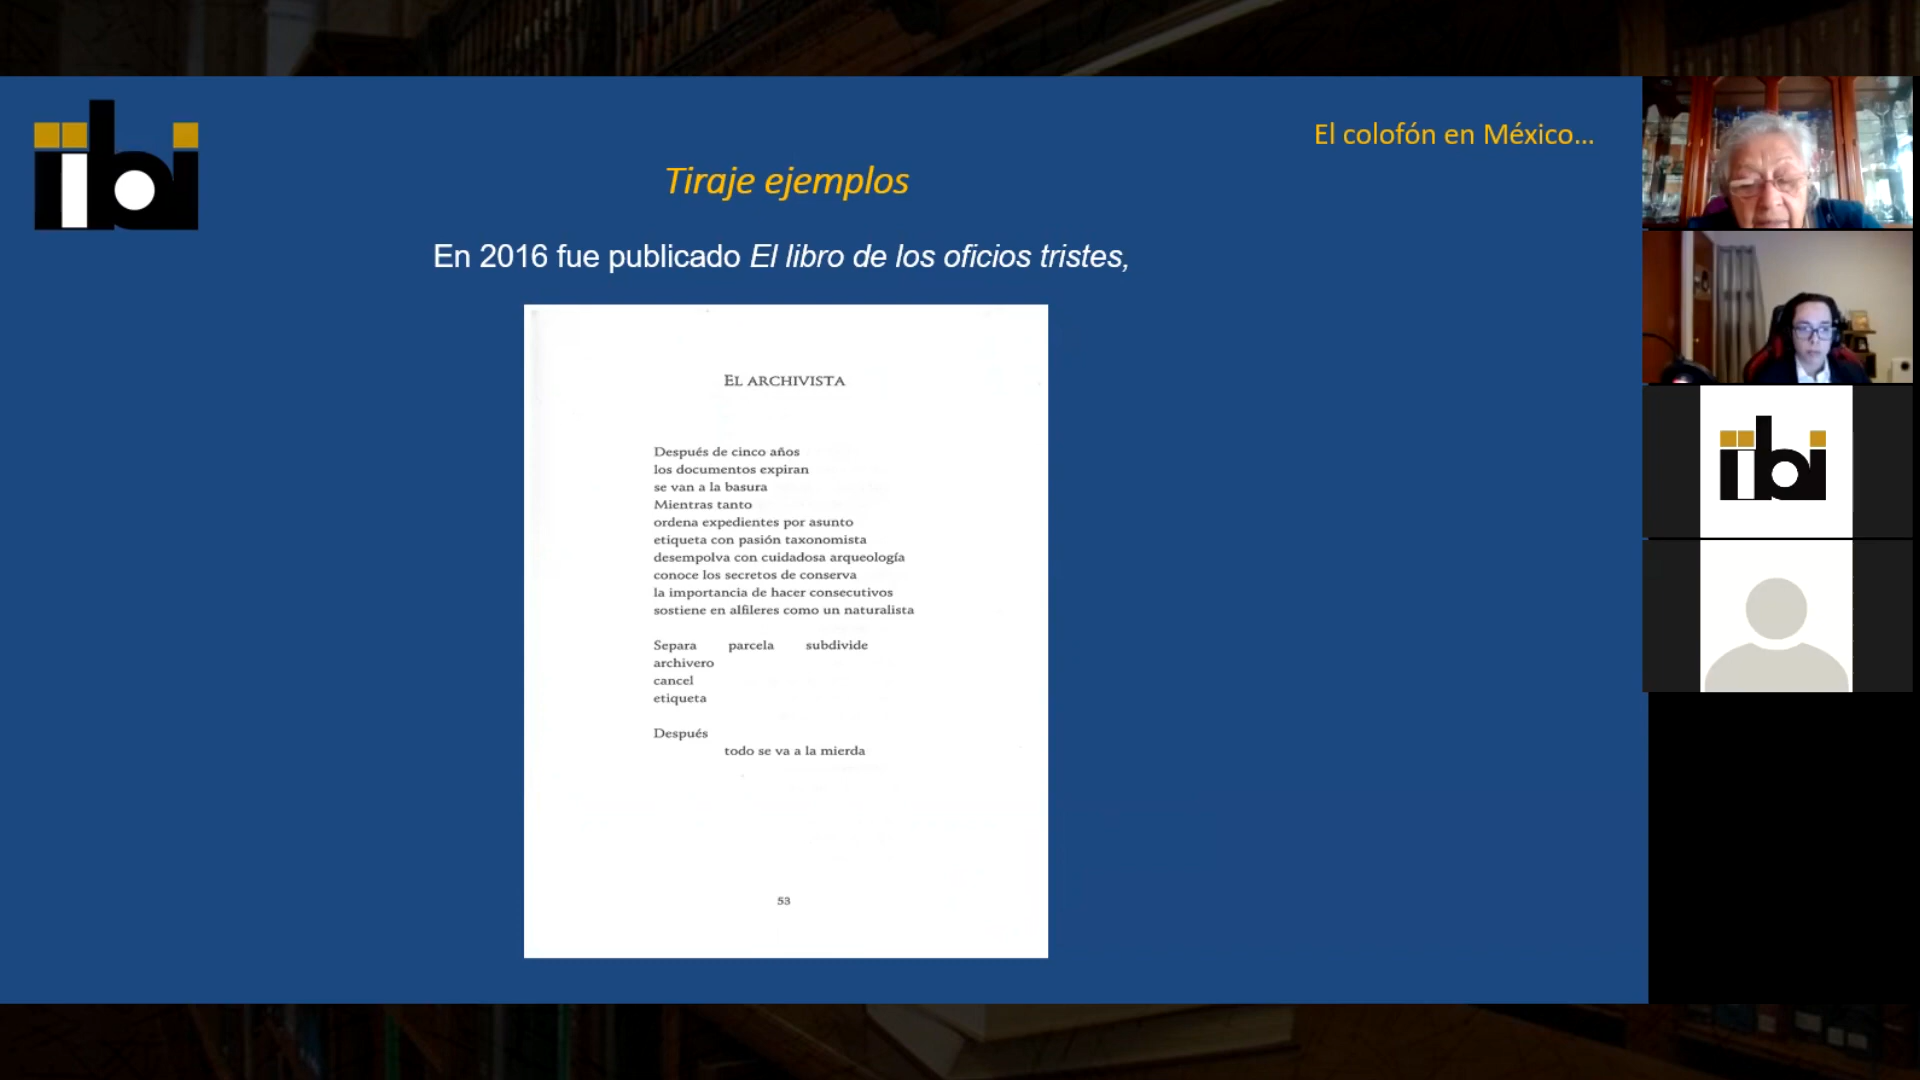 iibi
El colofón en México...
Tiraje ejemplos
En 2016 fue publicado El libro de los oficios tristes,
EL ARCHIVISTA
Después de cinco años
los documentos expiran
se van a la basura
Mientras tanto
ordena expedientes por asunto
etiqueta con pasión taxonomista
desempolva con cuidadosa arqueología
conoce los secretos de conserva
la importancia de hacer consecutivos
sostiene en alfileres como un naturalista
Separa parcela subdivide
archivero
cancel
etiqueta
Después
todo se va a la mierda
53
iibi